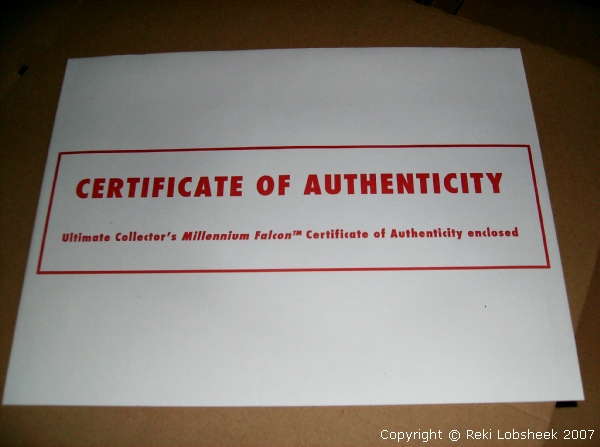 CERTIFICATE OF AUTHENTICITY
Ultimate Collector's Millennium Falcon™ Certificate of Authenticity enclosed
Copyright © Reki Lobsheek 2007